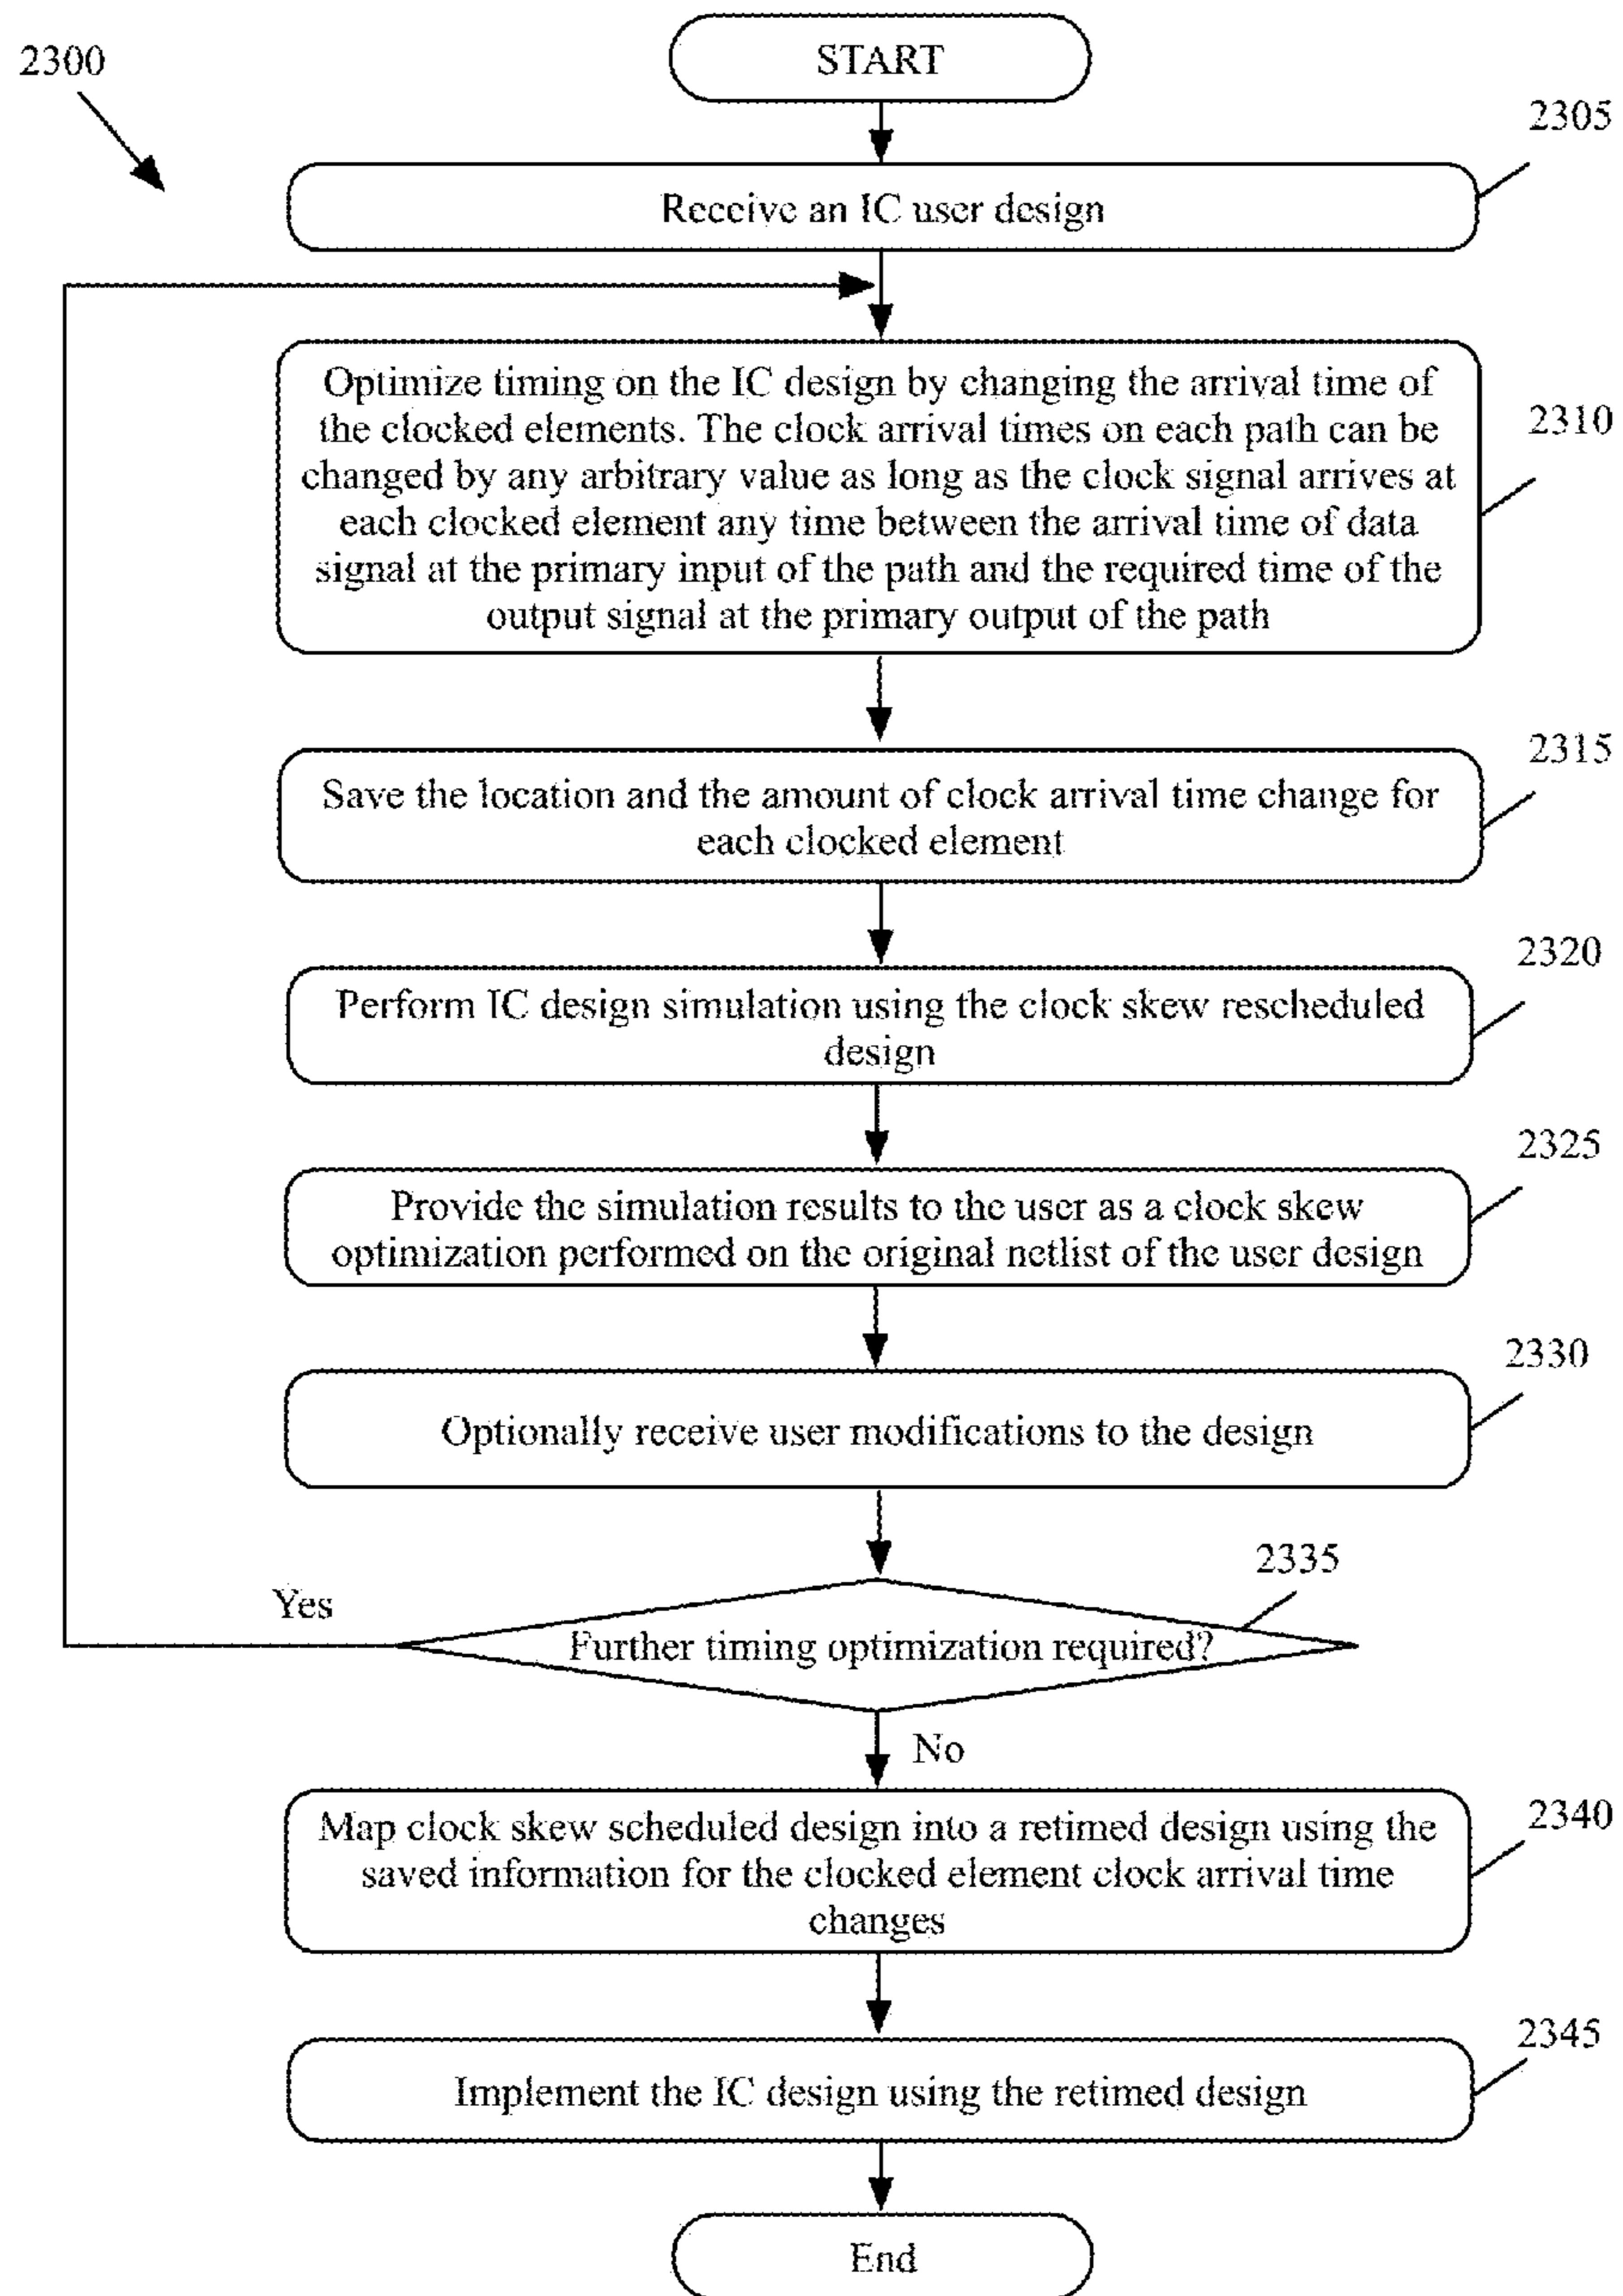 START
2300
2305
Receive an IC user design
Optimize timing on the IC design by changing the arrival time of
the clocked elements. The clock arrival times on each path can be
changed by any arbitrary value as long as the clock signal arrives at
each clocked element any time between the arrival time of data
signal at the primary input of the path and the required time of the
output signal at the primary output of the path
2310
2315
Save the location and the amount of clock arrival time change for
each clocked element
2320
Perform IC design simulation using the clock skew rescheduled
design
2325
Provide the simulation results to the user as a clock skew
optimization performed on the original netlist of the user design
2330
Optionally receive user modifications to the design
2335
Yes
Further timing optimization required?
No
Map clock skew scheduled design into a retimed design using the
saved information for the clocked element clock arrival time
changes
2340
2345
Implement the IC design using the retimed design
End